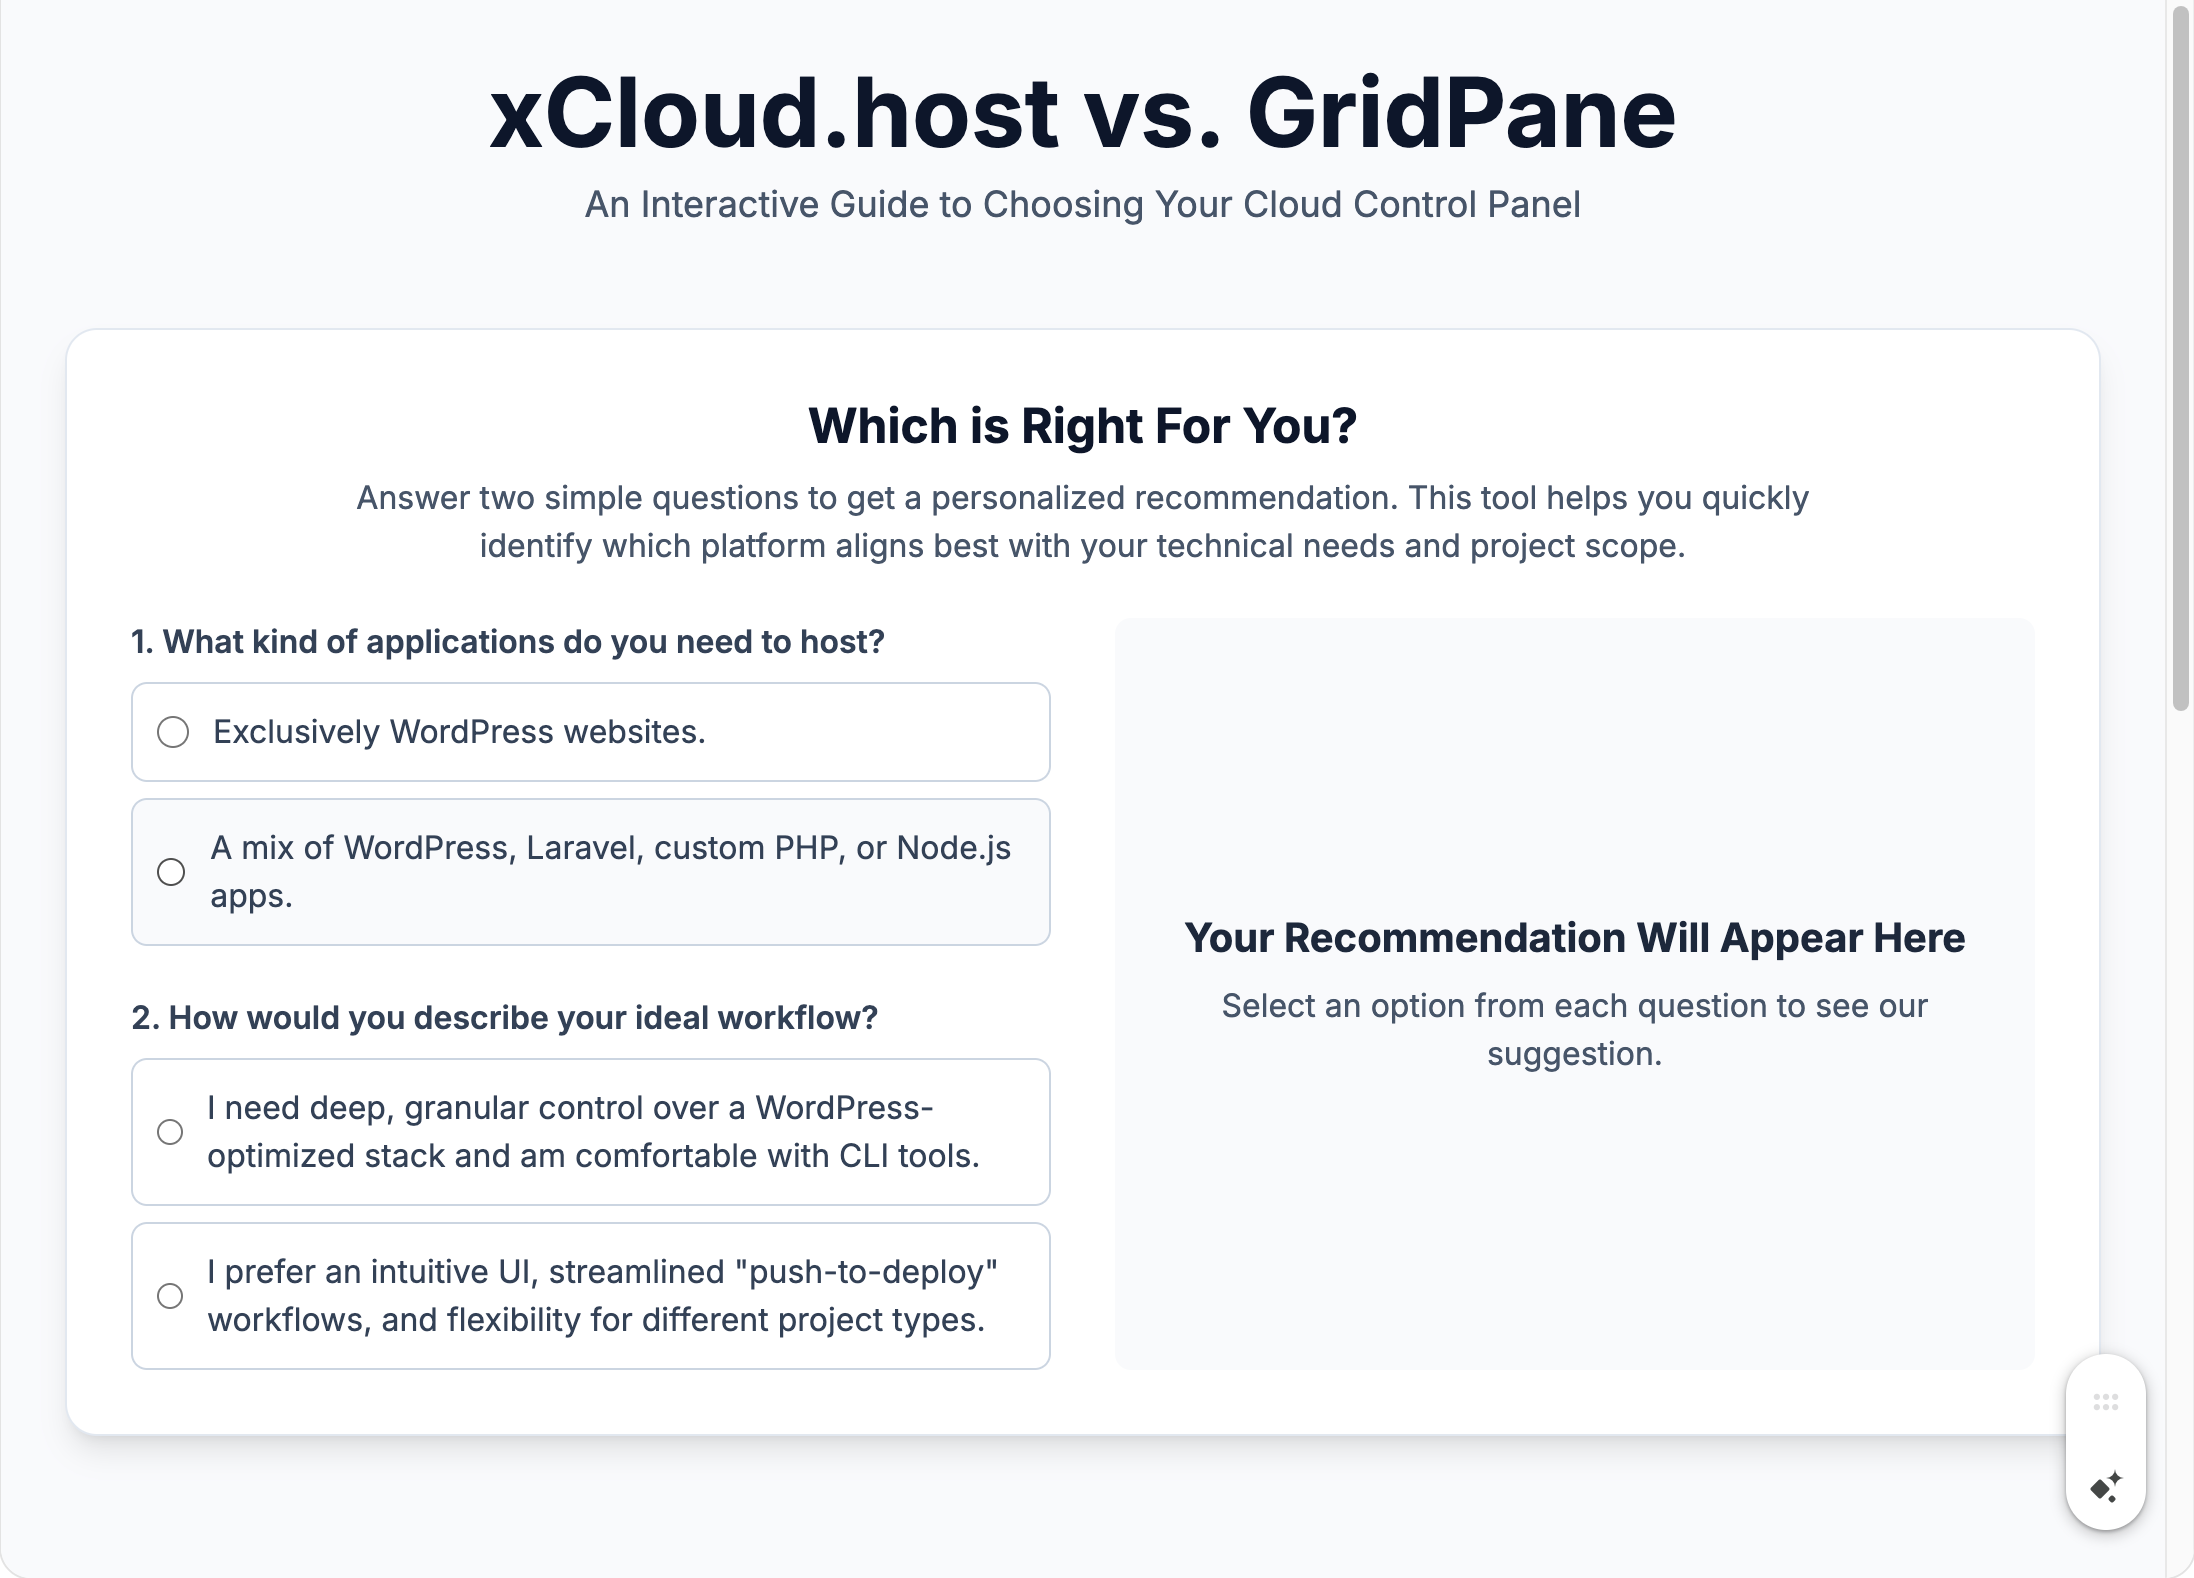 xCloud.host vs. GridPane
An Interactive Guide to Choosing Your Cloud Control Panel
Which is Right For You?
Answer two simple questions to get a personalized recommendation. This tool helps you quickly
identify which platform aligns best with your technical needs and project scope.
1. What kind of applications do you need to host?
Exclusively WordPress websites.
A mix of WordPress, Laravel, custom PHP, or Node.js
apps.
2. How would you describe your ideal workflow?
I need deep, granular control over a WordPress-
optimized stack and am comfortable with CLI tools.
I prefer an intuitive UI, streamlined "push-to-deploy"
workflows, and flexibility for different project types.
Your Recommendation Will Appear Here
Select an option from each question to see our
suggestion.